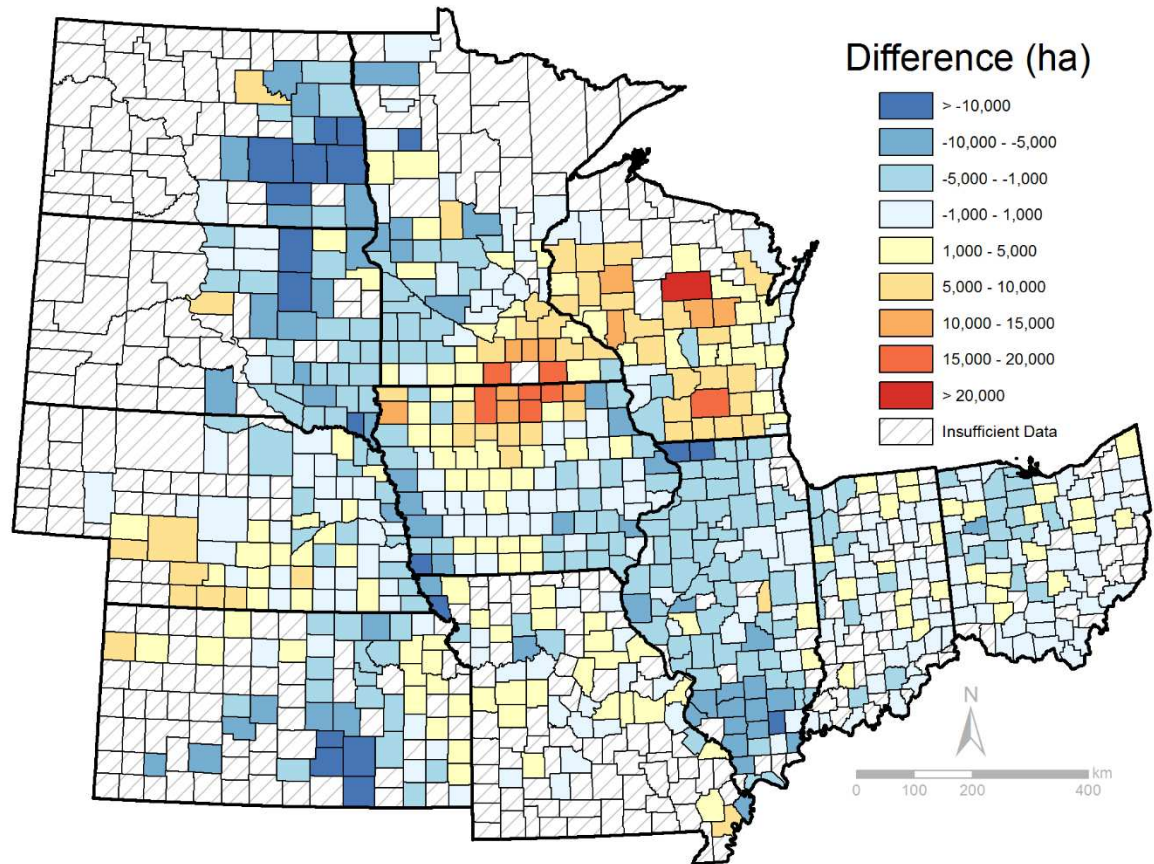 Difference (ha)
> -10,000
-10,000 - -5,000
-5,000 - -1,000
-1,000 - 1,000
1,000 - 5,000
5,000 - 10,000
10,000 - 15,000
15,000 - 20,000
> 20,000
Insufficient Data
N
km
0 100 200 400